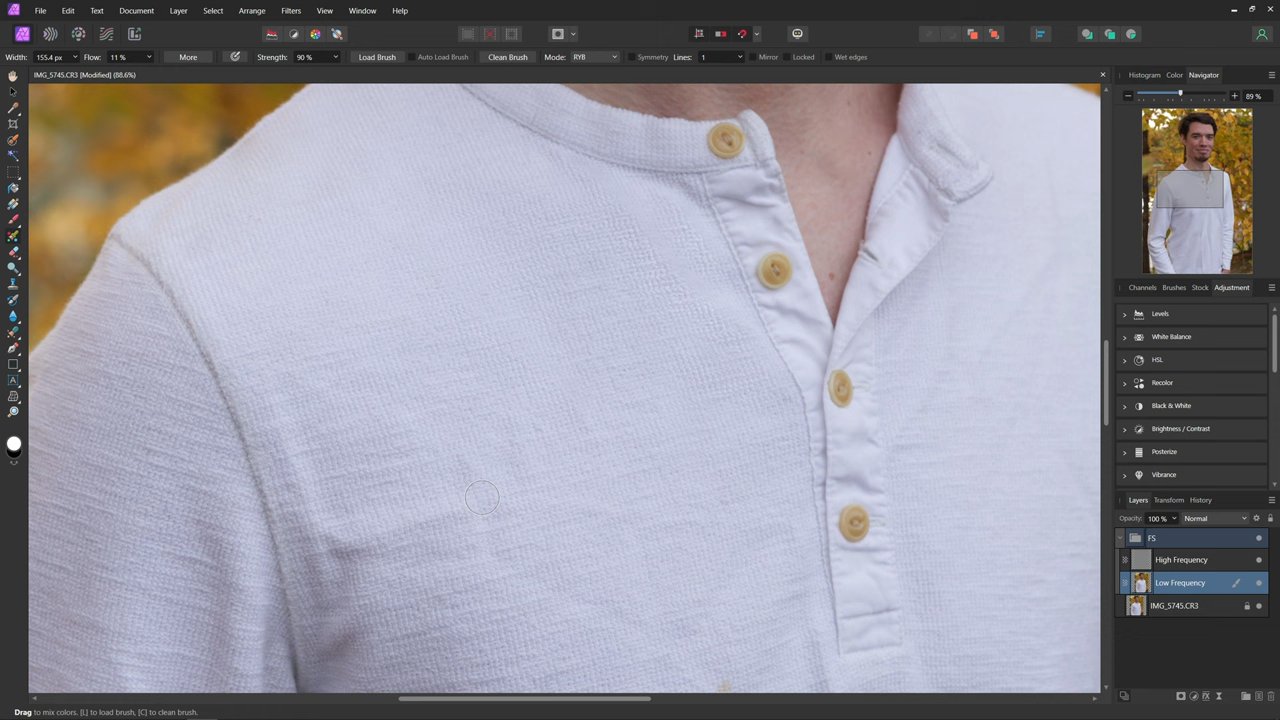 File Edit Text Document Layer Select Arrange Filters View Window Help
Width: 155.4 px Flow: 11 % More Strength: 90 % Load Brush Auto Load Brush Clean Brush Mode: RYB Symmetry Lines: 1 Mirror Locked Wet edges
IMG_5745.CR3 [Modified] (88.6%)
Histogram Color Navigator
89 %
Channels Brushes Stock Adjustment
Levels
White Balance
HSL
Recolor
Black & White
Brightness / Contrast
Posterize
Vibrance
Layers Transform History
Opacity: 100 % Normal
FS
High Frequency
Low Frequency
IMG_5745.CR3
Drag to mix colors. [L] to load brush, [C] to clean brush.